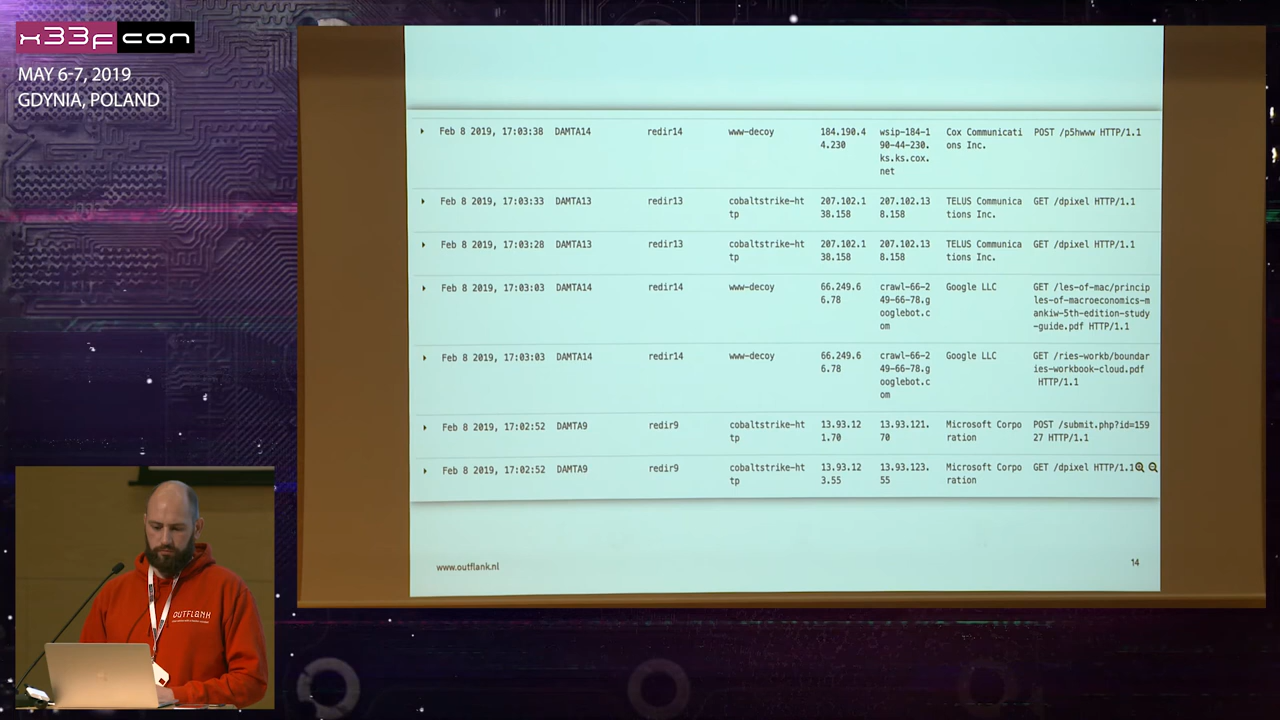 x33fcon
MAY 6-7, 2019
GDYNIA, POLAND
Feb 8 2019, 17:03:38 DAMTA14 redir14 www-decoy 184.190.4 wsip-184-1 Cox Communicati POST /p5hwww HTTP/1.1
4.230 90-44-230. ons Inc.
ks.ks.cox.
net
Feb 8 2019, 17:03:33 DAMTA13 redir13 cobaltstrike-ht 207.102.1 207.102.13 TELUS Communica GET /dpixel HTTP/1.1
tp 38.158 8.158 tions Inc.
Feb 8 2019, 17:03:28 DAMTA13 redir13 cobaltstrike-ht 207.102.1 207.102.13 TELUS Communica GET /dpixel HTTP/1.1
tp 38.158 8.158 tions Inc.
Feb 8 2019, 17:03:03 DAMTA14 redir14 www-decoy 66.249.6 crawl-66-2 Google LLC GET /les-of-mac/princip
6.78 49-66-78.g les-of-macroeconomics-m
ooglebot.c ankiw-5th-edition-study
om -guide.pdf HTTP/1.1
Feb 8 2019, 17:03:03 DAMTA14 redir14 www-decoy 66.249.6 crawl-66-2 Google LLC GET /ries-workb/boundar
6.78 49-66-78.g ies-workbook-cloud.pdf
ooglebot.c HTTP/1.1
om
Feb 8 2019, 17:02:52 DAMTA9 redir9 cobaltstrike-ht 13.93.12 13.93.121. Microsoft Corpo POST /submit.php?id=159
tp 1.70 70 ration 27 HTTP/1.1
Feb 8 2019, 17:02:52 DAMTA9 redir9 cobaltstrike-ht 13.93.12 13.93.123. Microsoft Corpo GET /dpixel HTTP/1.1
tp 3.55 55 ration
www.outflank.nl 14
OUTFLANK